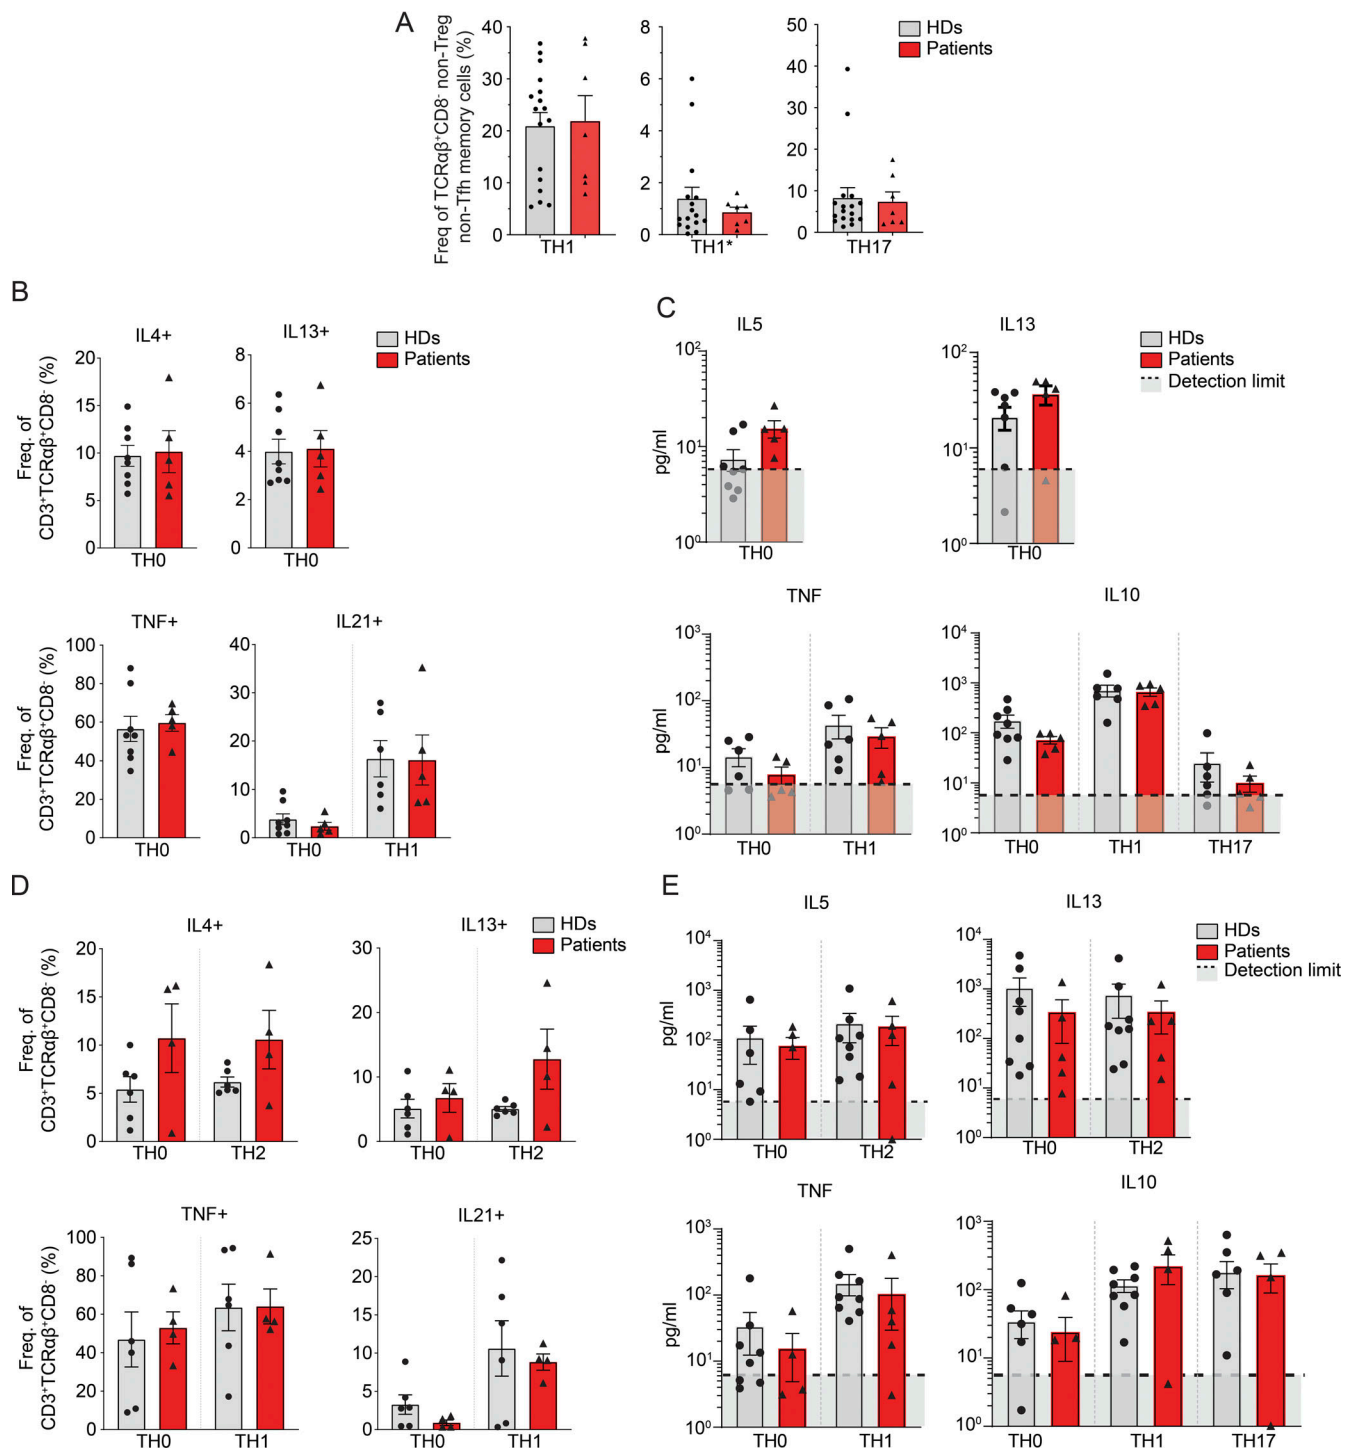 A
Freq of TCRαβ⁺CD8⁻ non-Treg
non-Tfh memory cells (%)
40
30
20
10
0
TH1
8
6
4
2
0
TH1*
50
40
30
20
10
0
TH17
HDs
Patients
B
Freq. of
CD3⁺TCRαβ⁺CD8⁻ (%)
IL4+
20
15
10
5
0
TH0
IL13+
8
6
4
2
0
TH0
HDs
Patients
Freq. of
CD3⁺TCRαβ⁺CD8⁻ (%)
TNF+
100
80
60
40
20
0
TH0
IL21+
40
30
20
10
0
TH0
TH1
C
pg/ml
IL5
10²
10¹
10⁰
TH0
IL13
10²
10¹
10⁰
TH0
HDs
Patients
Detection limit
pg/ml
TNF
10³
10²
10¹
10⁰
TH0
TH1
IL10
10⁴
10³
10²
10¹
10⁰
TH0
TH1
TH17
D
Freq. of
CD3⁺TCRαβ⁺CD8⁻ (%)
IL4+
20
15
10
5
0
TH0
TH2
IL13+
30
20
10
0
TH0
TH2
HDs
Patients
Freq. of
CD3⁺TCRαβ⁺CD8⁻ (%)
TNF+
100
80
60
40
20
0
TH0
TH1
IL21+
25
20
15
10
5
0
TH0
TH1
E
pg/ml
IL5
10⁴
10³
10²
10¹
10⁰
TH0
TH2
IL13
10⁴
10³
10²
10¹
10⁰
TH0
TH2
HDs
Patients
Detection limit
pg/ml
TNF
10³
10²
10¹
10⁰
TH0
TH1
IL10
10³
10²
10¹
10⁰
TH0
TH1
TH17